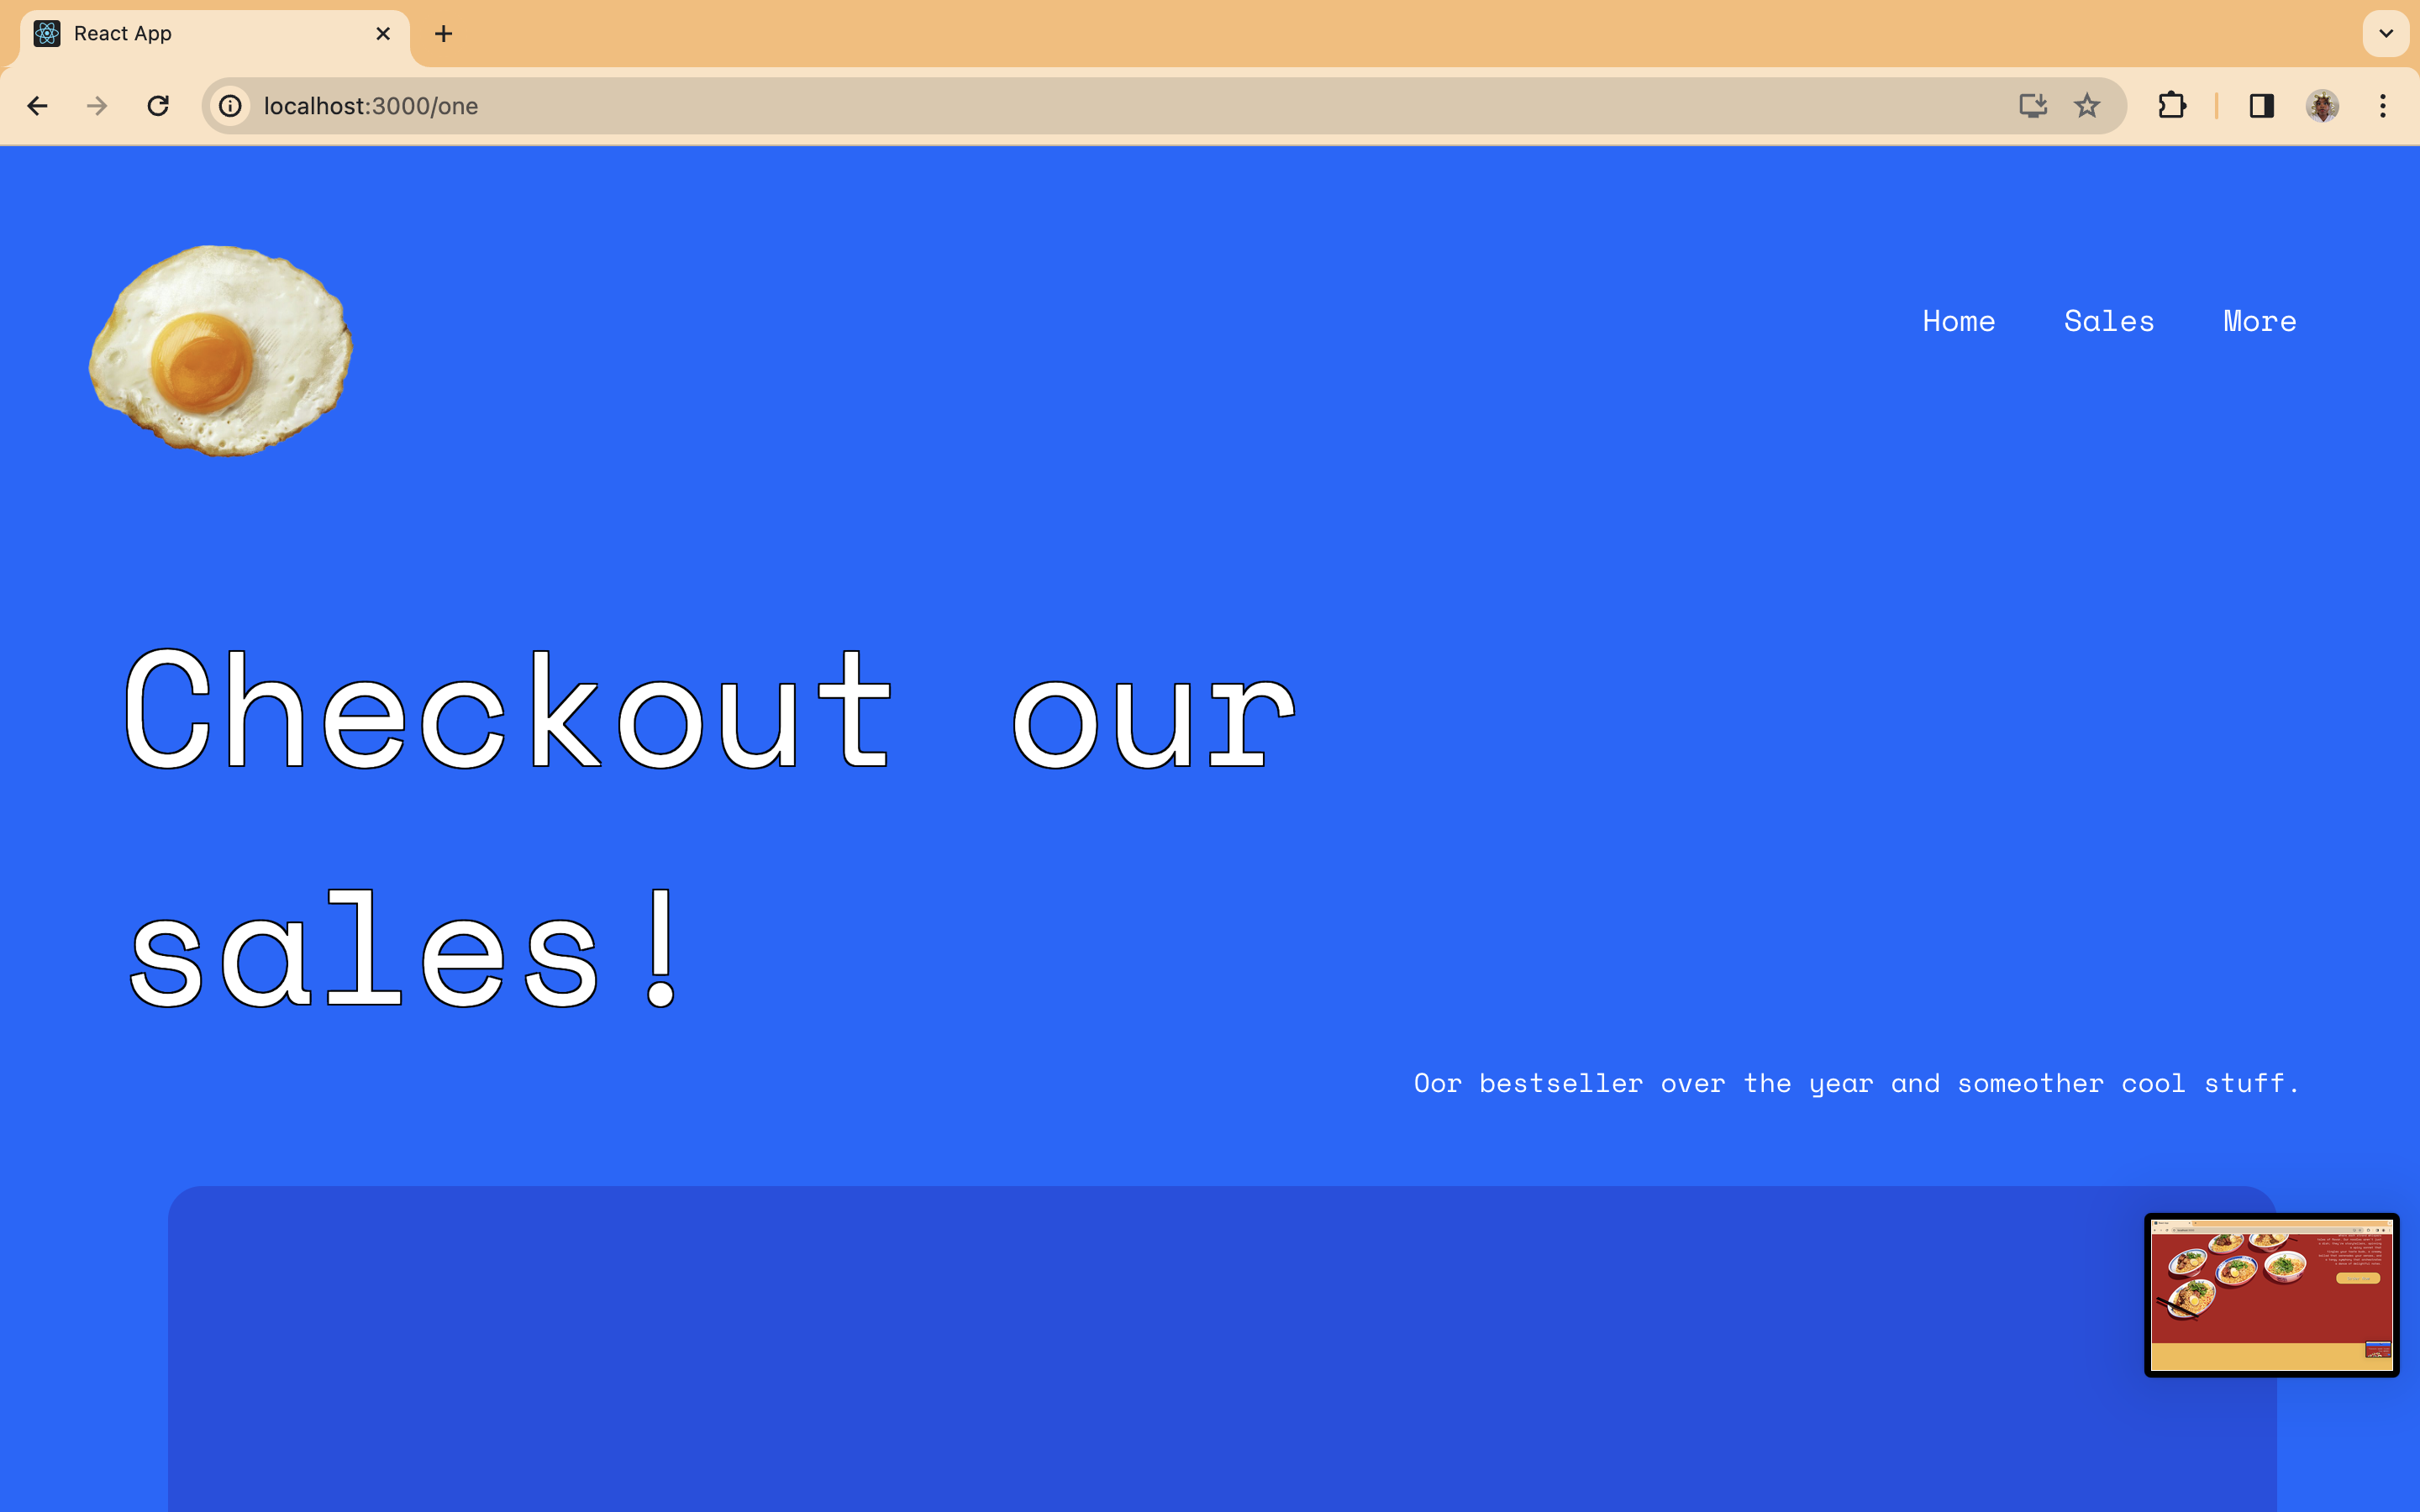 React App
localhost:3000/one
Home Sales More
Checkout our
sales!
Oor bestseller over the year and someother cool stuff.